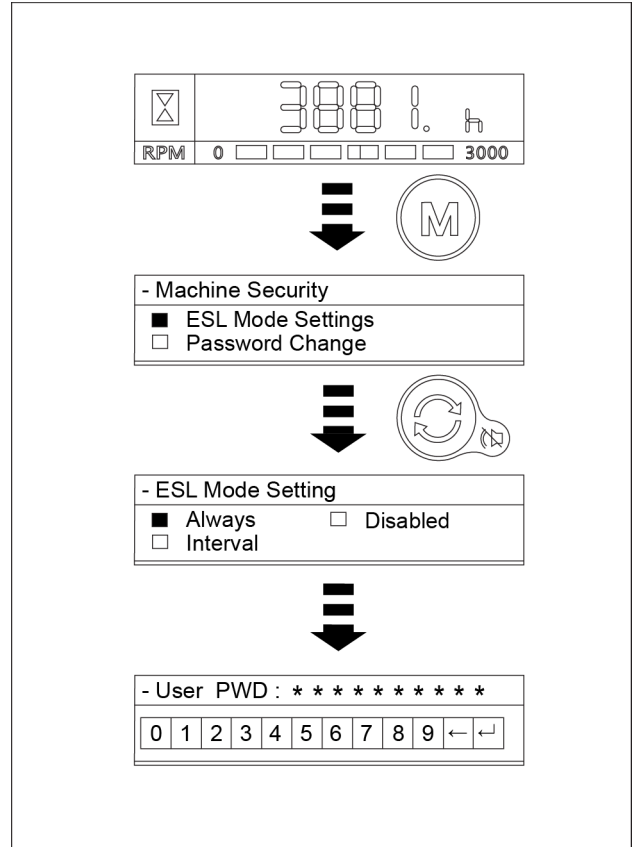 3881. h
RPM 0 3000
M
- Machine Security
■ ESL Mode Settings
□ Password Change
- ESL Mode Setting
■ Always □ Disabled
□ Interval
- User PWD : * * * * * * * * * *
0 1 2 3 4 5 6 7 8 9 ← ↵